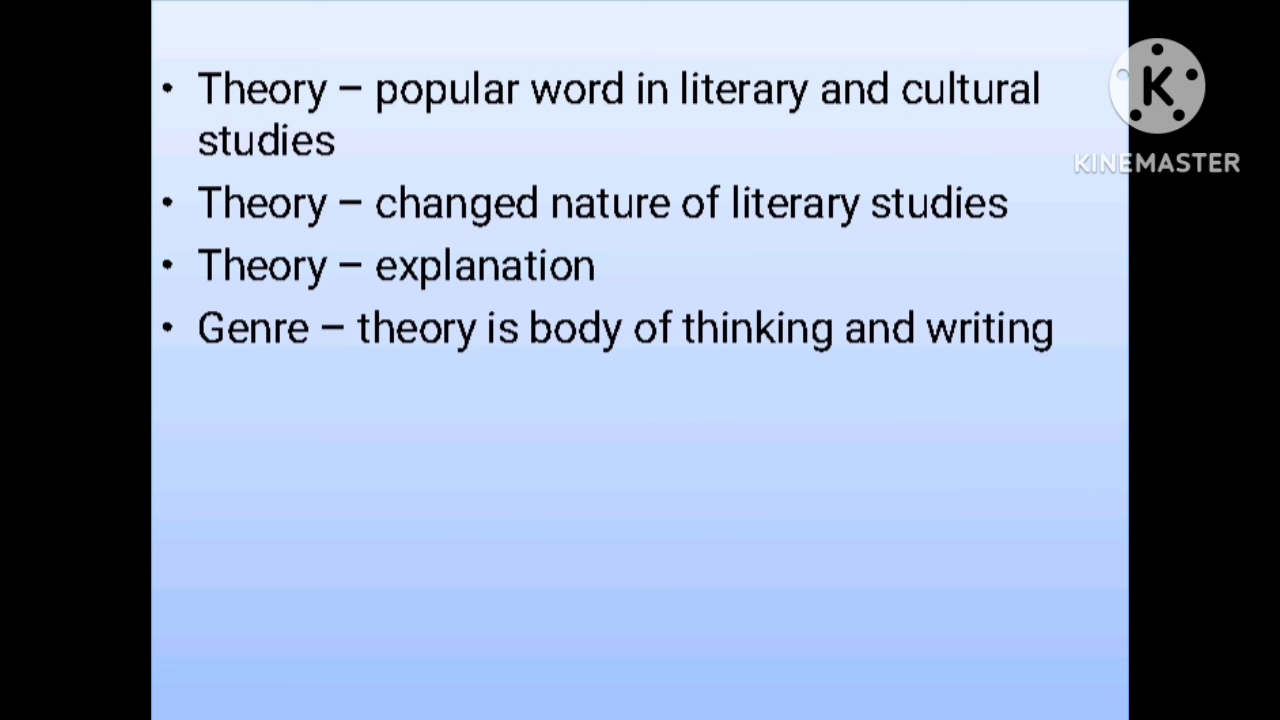 • Theory – popular word in literary and cultural
studies
• Theory – changed nature of literary studies
• Theory – explanation
• Genre – theory is body of thinking and writing
K
KINEMASTER